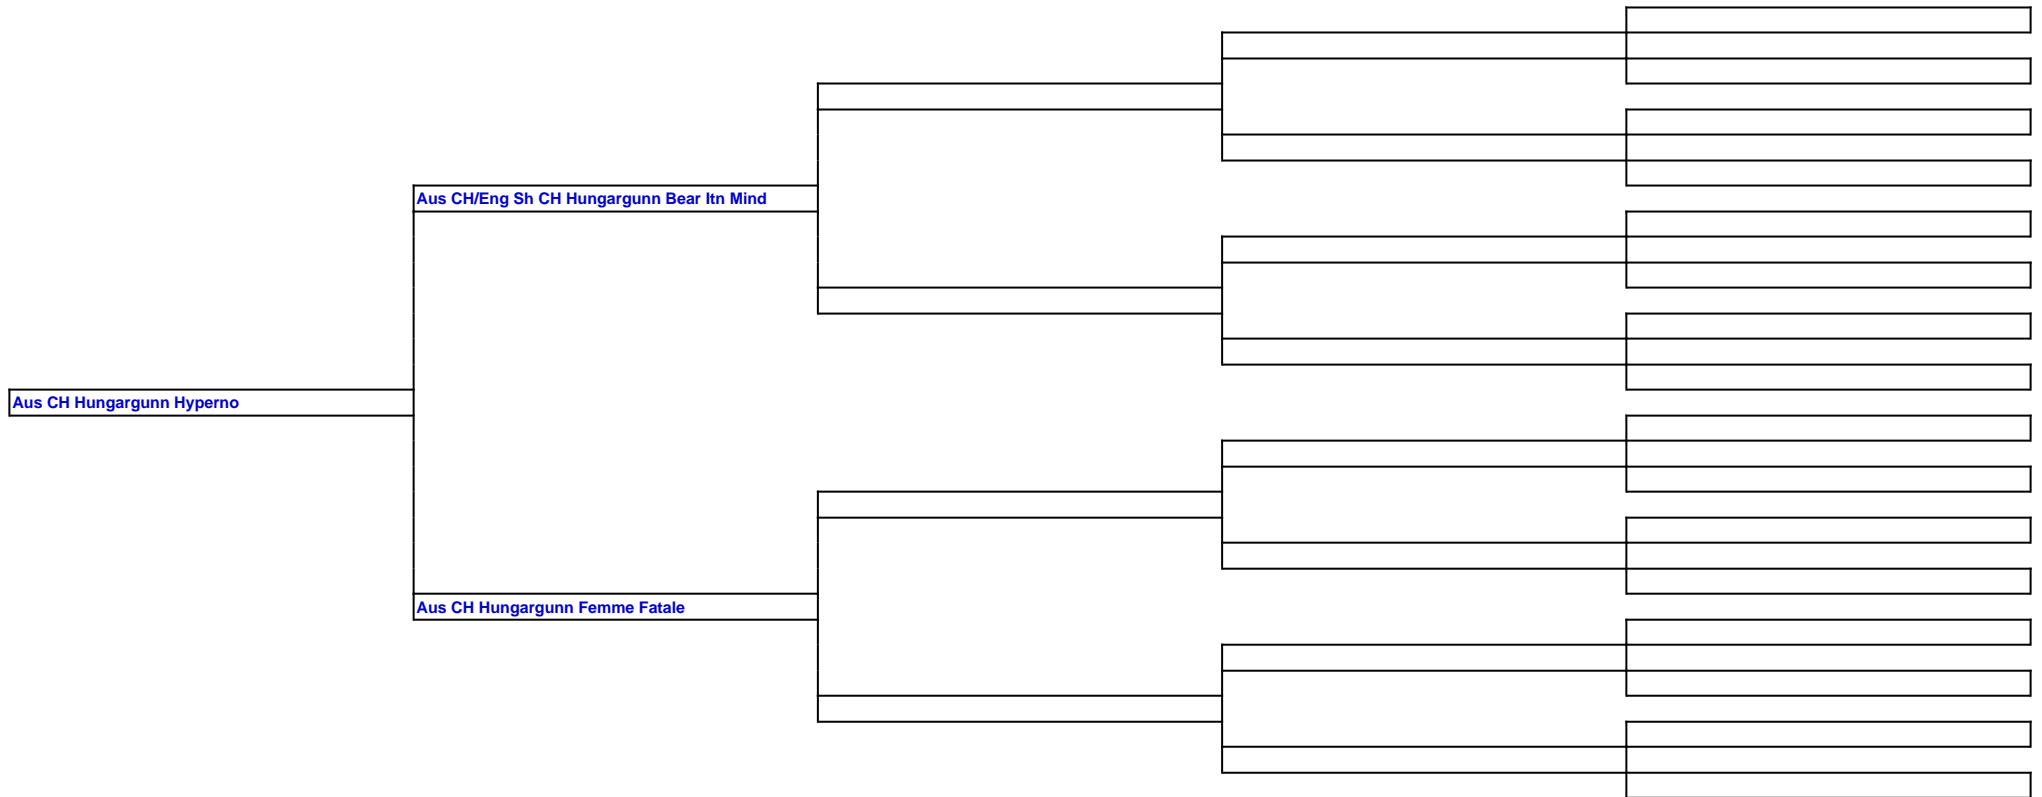 Aus CH/Eng Sh CH Hungargunn Bear Itn Mind
Aus CH Hungargunn Hyperno
Aus CH Hungargunn Femme Fatale